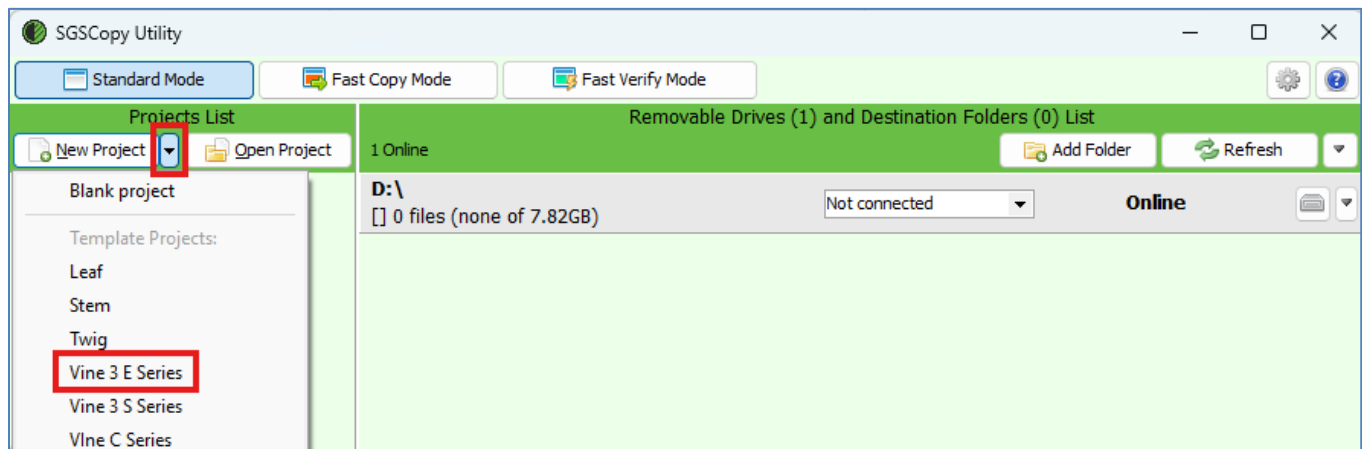 SGSCopy Utility
Standard Mode Fast Copy Mode Fast Verify Mode
Projects List
Removable Drives (1) and Destination Folders (0) List
New Project Open Project
1 Online Add Folder Refresh
Blank project
Template Projects:
Leaf
Stem
Twig
Vine 3 E Series
Vine 3 S Series
VIne C Series
D:\
[] 0 files (none of 7.82GB)
Not connected
Online